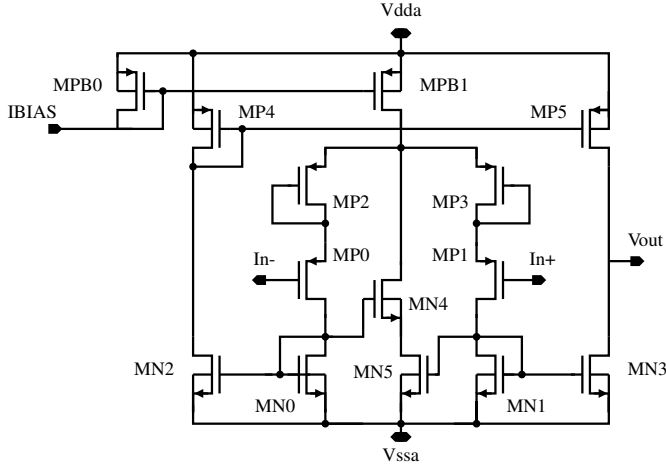 Vdda
MPB0
MPB1
IBIAS
MP4
MP5
MP2
MP3
In-
MP0
MP1
In+
Vout
MN4
MN2
MN5
MN3
MN0
MN1
Vssa